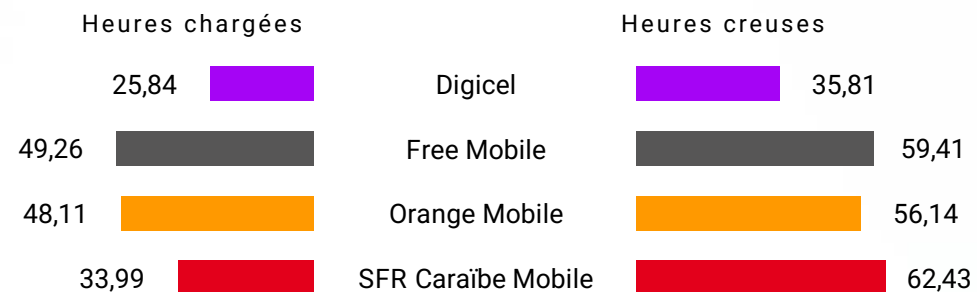 Heures chargées Heures creuses
25,84 Digicel 35,81
49,26 Free Mobile 59,41
48,11 Orange Mobile 56,14
33,99 SFR Caraïbe Mobile 62,43